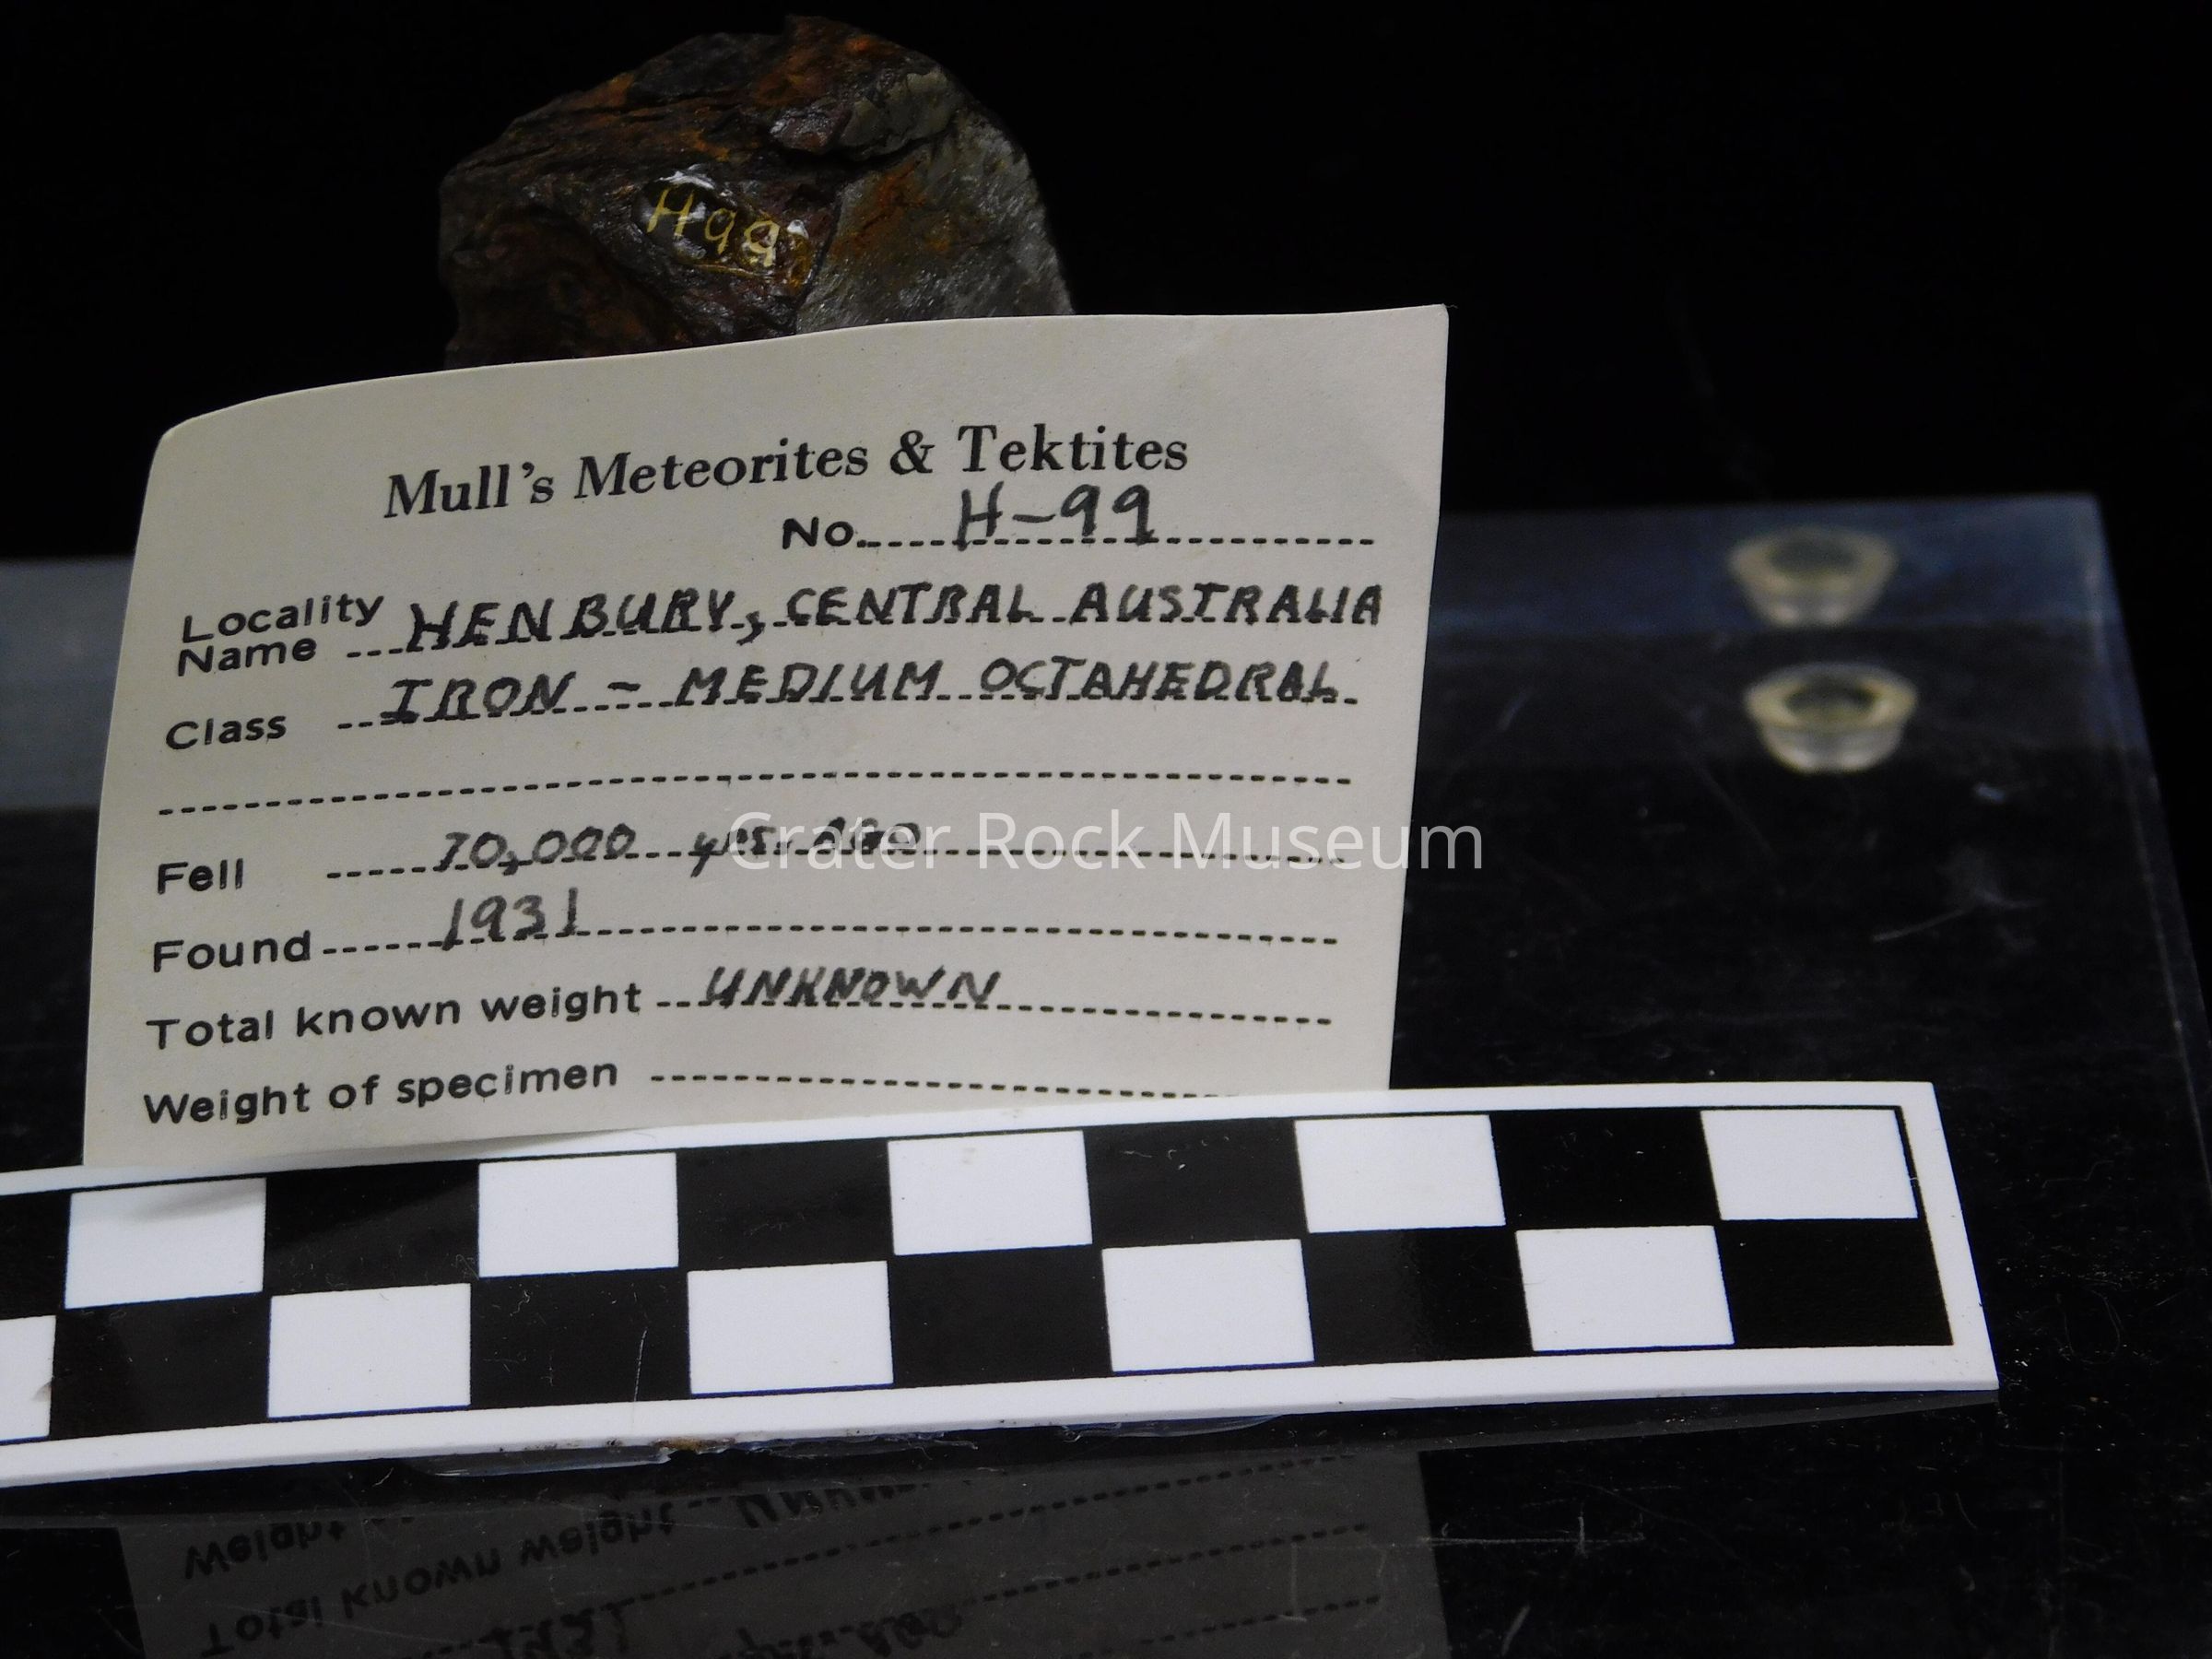 H99
Mull's Meteorites & Tektites
No. H-99
Locality
Name HENBURY, CENTRAL AUSTRALIA
Class IRON - MEDIUM OCTAHEDRAL
Fell 10,000 yrs. AGO
Crater Rock Museum
Found 1931
Total known weight UNKNOWN
Weight of specimen